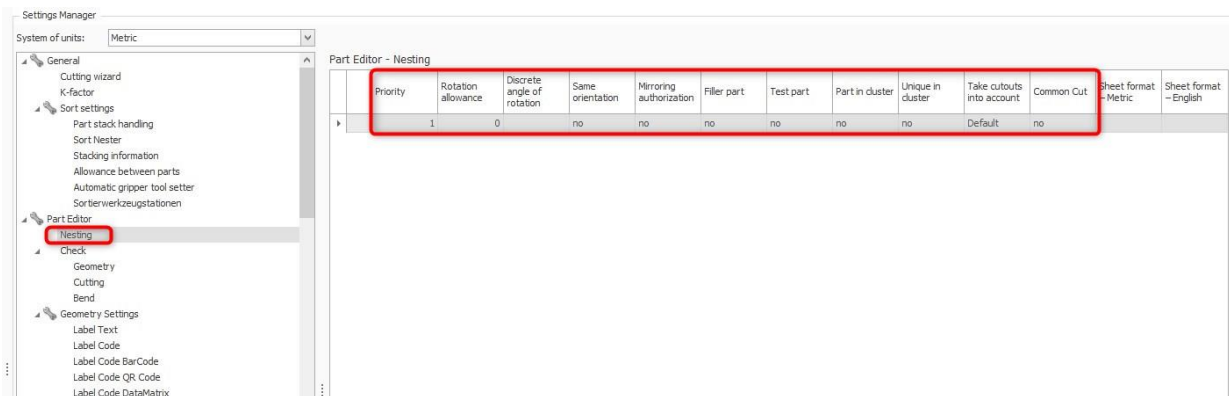 Settings Manager
System of units: Metric
General
Cutting wizard
K-factor
Sort settings
Part stack handling
Sort Nester
Stacking information
Allowance between parts
Automatic gripper tool setter
Sortierwerkzeugstationen
Part Editor
Nesting
Check
Geometry
Cutting
Bend
Geometry Settings
Label Text
Label Code
Label Code BarCode
Label Code QR Code
Label Code DataMatrix
Part Editor - Nesting
Priority Rotation allowance Discrete angle of rotation Same orientation Mirroring authorization Filler part Test part Part in cluster Unique in cluster Take cutouts into account Common Cut Sheet format – Metric Sheet format – English
1 0 no no no no no no Default no